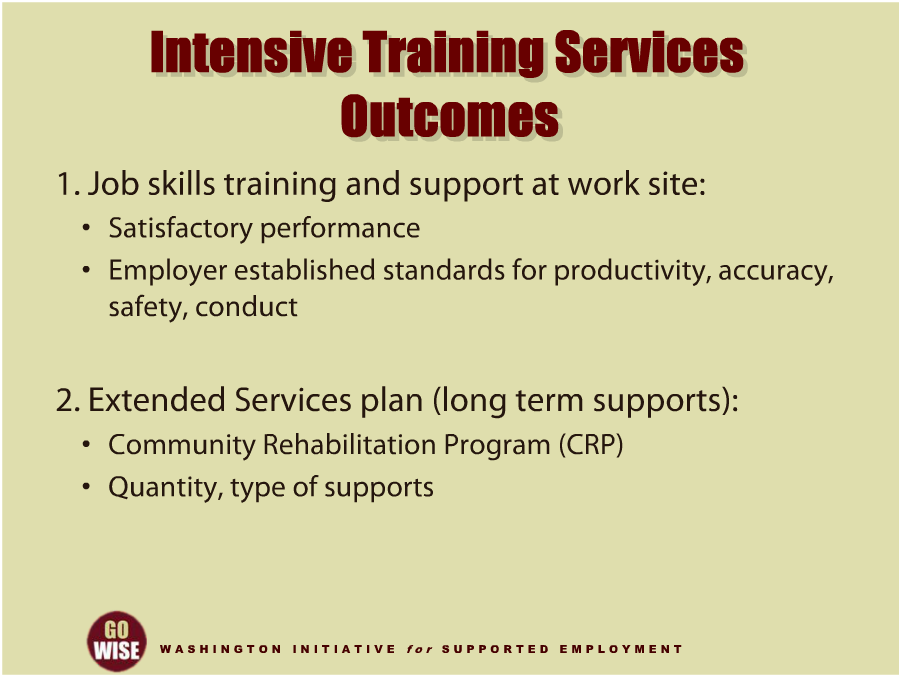 Intensive Training Services
Outcomes
1. Job skills training and support at work site:
• Satisfactory performance
• Employer established standards for productivity, accuracy,
safety, conduct
2. Extended Services plan (long term supports):
• Community Rehabilitation Program (CRP)
• Quantity, type of supports
GO
WISE
WASHINGTON INITIATIVE for SUPPORTED EMPLOYMENT